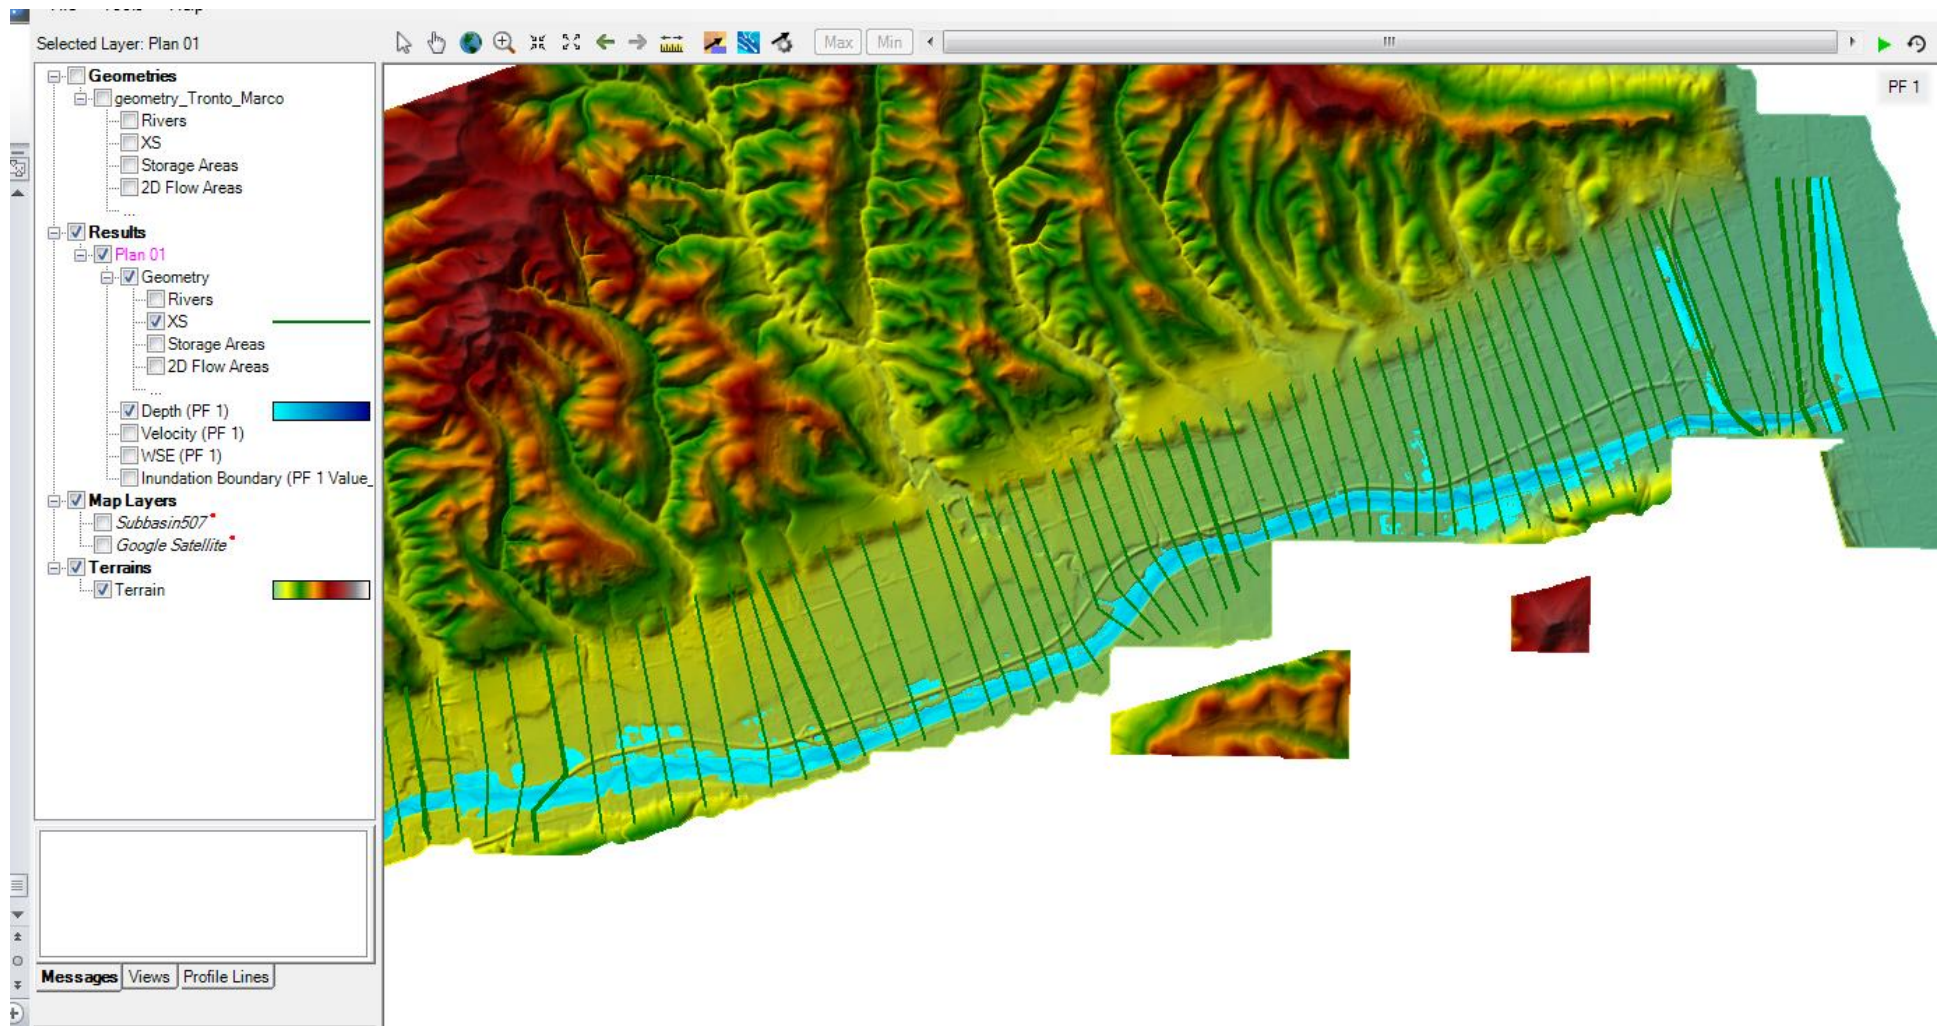 Selected Layer: Plan 01
Max
Min
PF 1
Geometries
geometry_Tronto_Marco
Rivers
XS
Storage Areas
2D Flow Areas
...
Results
Plan 01
Geometry
Rivers
XS
Storage Areas
2D Flow Areas
...
Depth (PF 1)
Velocity (PF 1)
WSE (PF 1)
Inundation Boundary (PF 1 Value_
Map Layers
Subbasin507
Google Satellite
Terrains
Terrain
Messages
Views
Profile Lines